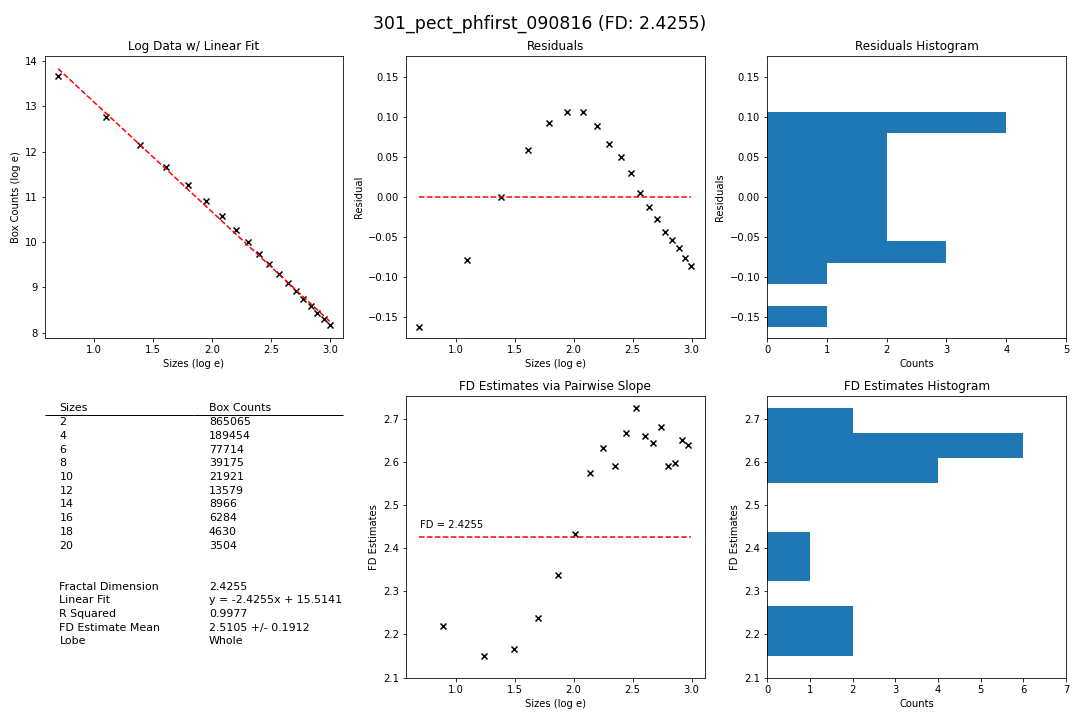 301_pect_phfirst_090816 (FD: 2.4255)
Log Data w/ Linear Fit
Residuals
Residuals Histogram
14
13
12
11
10
9
8
Box Counts (log e)
1.0 1.5 2.0 2.5 3.0
Sizes (log e)
0.15
0.10
0.05
0.00
−0.05
−0.10
−0.15
Residual
1.0 1.5 2.0 2.5 3.0
Sizes (log e)
0.15
0.10
0.05
0.00
−0.05
−0.10
−0.15
Residuals
0 1 2 3 4 5
Counts
Sizes Box Counts
2 865065
4 189454
6 77714
8 39175
10 21921
12 13579
14 8966
16 6284
18 4630
20 3504
Fractal Dimension 2.4255
Linear Fit y = -2.4255x + 15.5141
R Squared 0.9977
FD Estimate Mean 2.5105 +/- 0.1912
Lobe Whole
FD Estimates via Pairwise Slope
2.7
2.6
2.5
2.4
2.3
2.2
2.1
FD Estimates
FD = 2.4255
1.0 1.5 2.0 2.5 3.0
Sizes (log e)
FD Estimates Histogram
2.7
2.6
2.5
2.4
2.3
2.2
2.1
FD Estimates
0 1 2 3 4 5 6 7
Counts